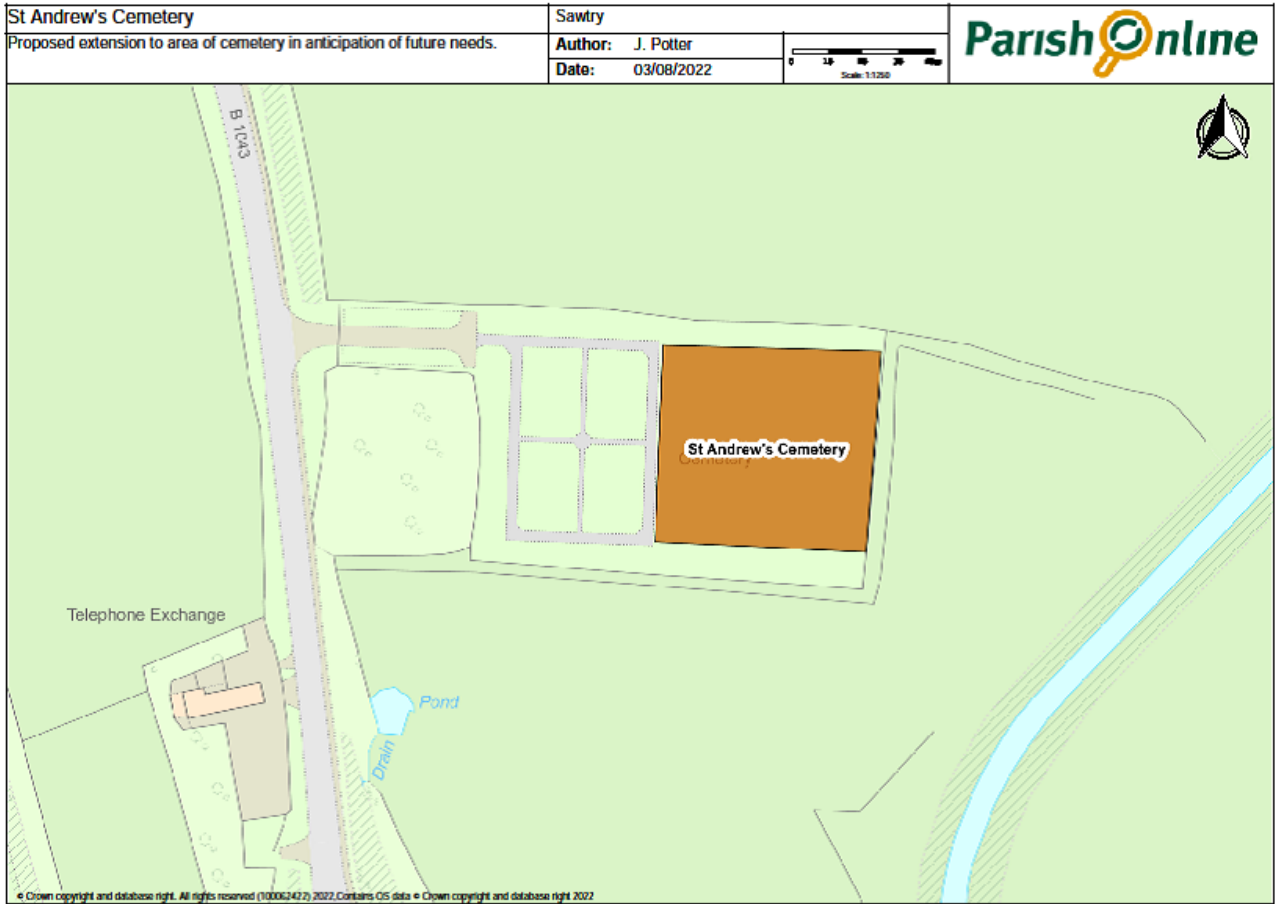 St Andrew's Cemetery
Proposed extension to area of cemetery in anticipation of future needs.
Sawtry
Author: J. Potter
Date: 03/08/2022
0
Scale: 1:1250
Parish Online
B 1043
St Andrew's Cemetery
Cemetery
Telephone Exchange
Pond
Drain
© Crown copyright and database right. All rights reserved (100062472) 2022,Contains OS data © Crown copyright and database right 2022